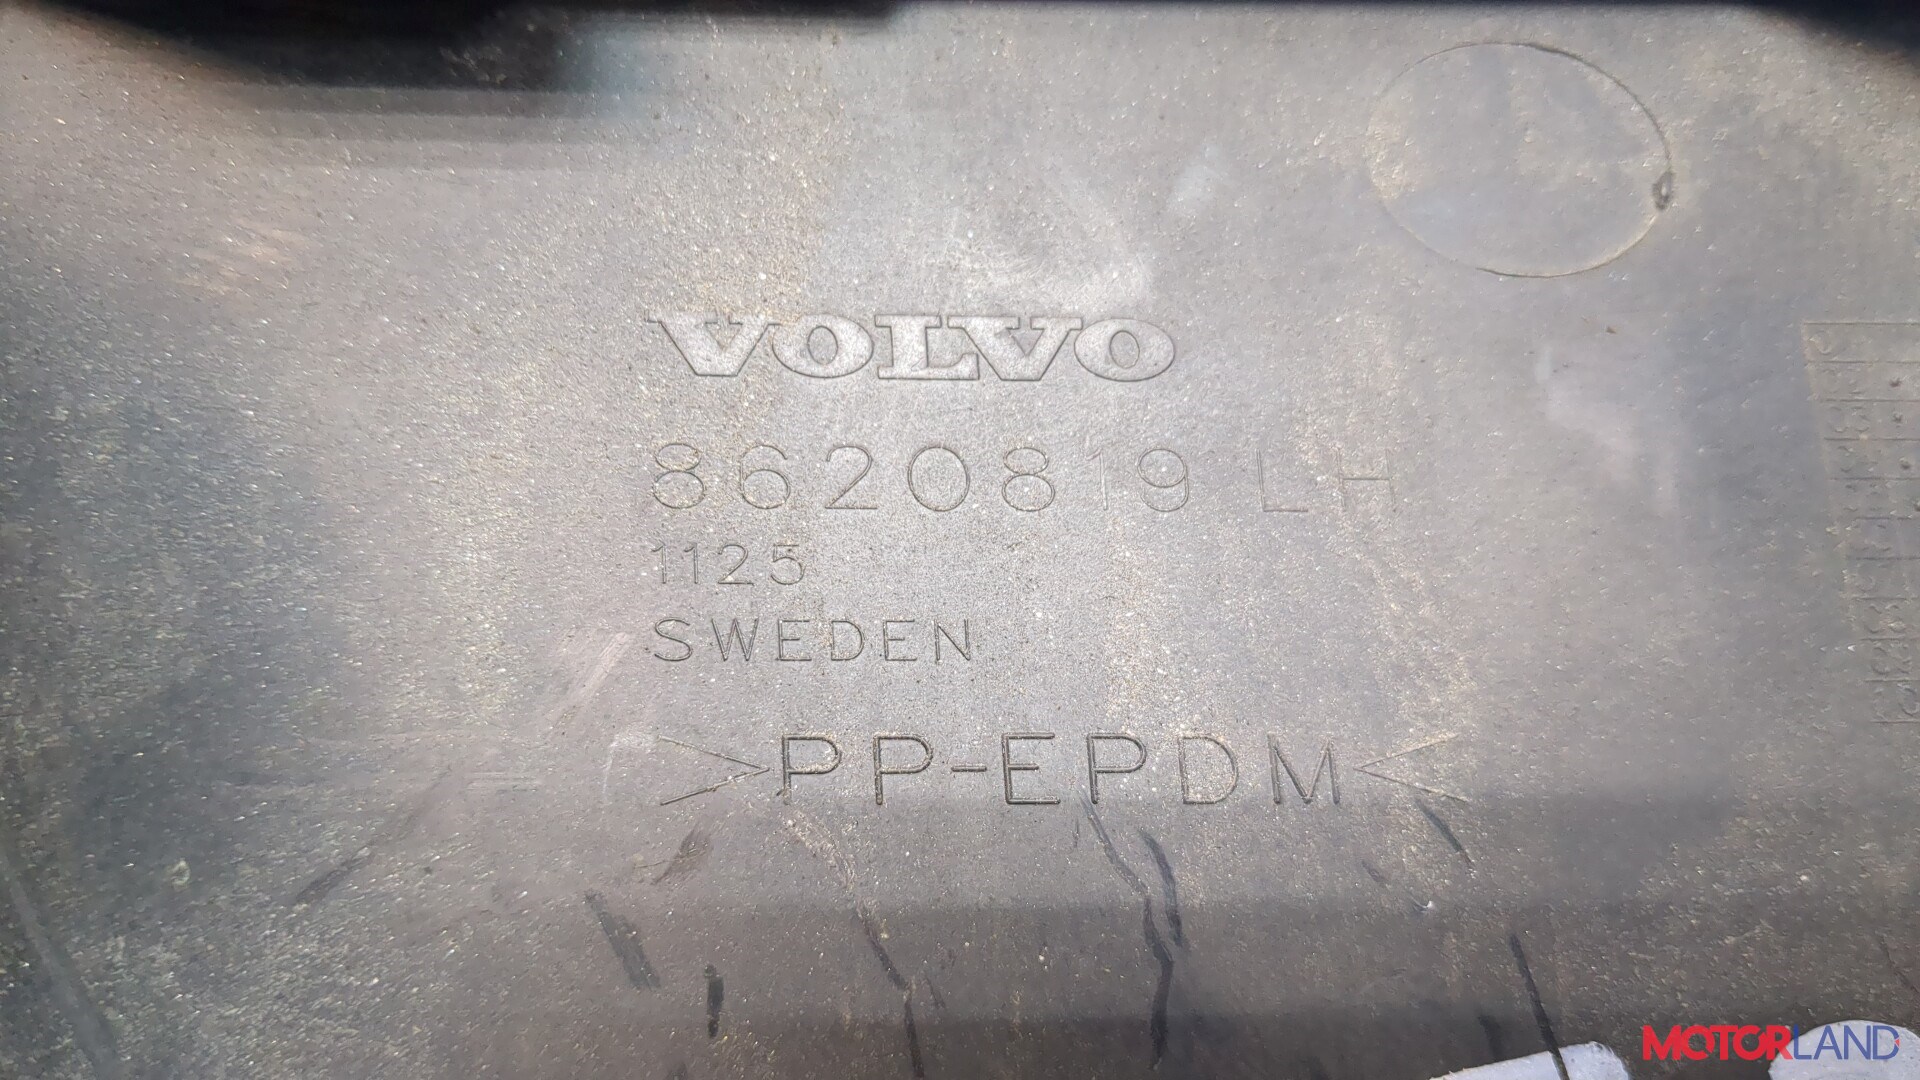 VOLVO
8620819 LH
1125
SWEDEN
>PP-EPDM<
MOTORLAND